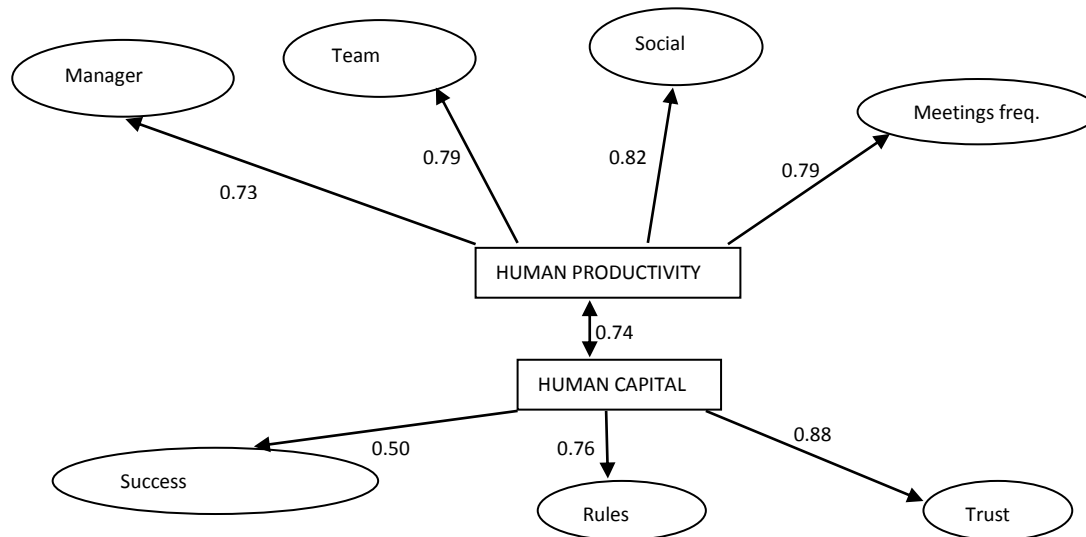 Manager
Team
Social
Meetings freq.
0.73
0.79
0.82
0.79
HUMAN PRODUCTIVITY
0.74
HUMAN CAPITAL
0.50
0.76
0.88
Success
Rules
Trust